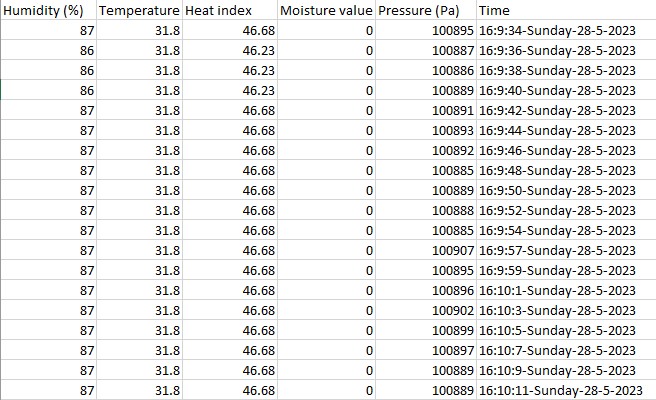 Humidity (%) Temperature Heat index Moisture value Pressure (Pa) Time
87 31.8 46.68 0 100895 16:9:34-Sunday-28-5-2023
86 31.8 46.23 0 100887 16:9:36-Sunday-28-5-2023
86 31.8 46.23 0 100886 16:9:38-Sunday-28-5-2023
86 31.8 46.23 0 100889 16:9:40-Sunday-28-5-2023
87 31.8 46.68 0 100891 16:9:42-Sunday-28-5-2023
87 31.8 46.68 0 100893 16:9:44-Sunday-28-5-2023
87 31.8 46.68 0 100892 16:9:46-Sunday-28-5-2023
87 31.8 46.68 0 100885 16:9:48-Sunday-28-5-2023
87 31.8 46.68 0 100889 16:9:50-Sunday-28-5-2023
87 31.8 46.68 0 100888 16:9:52-Sunday-28-5-2023
87 31.8 46.68 0 100885 16:9:54-Sunday-28-5-2023
87 31.8 46.68 0 100907 16:9:57-Sunday-28-5-2023
87 31.8 46.68 0 100895 16:9:59-Sunday-28-5-2023
87 31.8 46.68 0 100896 16:10:1-Sunday-28-5-2023
87 31.8 46.68 0 100902 16:10:3-Sunday-28-5-2023
87 31.8 46.68 0 100899 16:10:5-Sunday-28-5-2023
87 31.8 46.68 0 100897 16:10:7-Sunday-28-5-2023
87 31.8 46.68 0 100889 16:10:9-Sunday-28-5-2023
87 31.8 46.68 0 100889 16:10:11-Sunday-28-5-2023